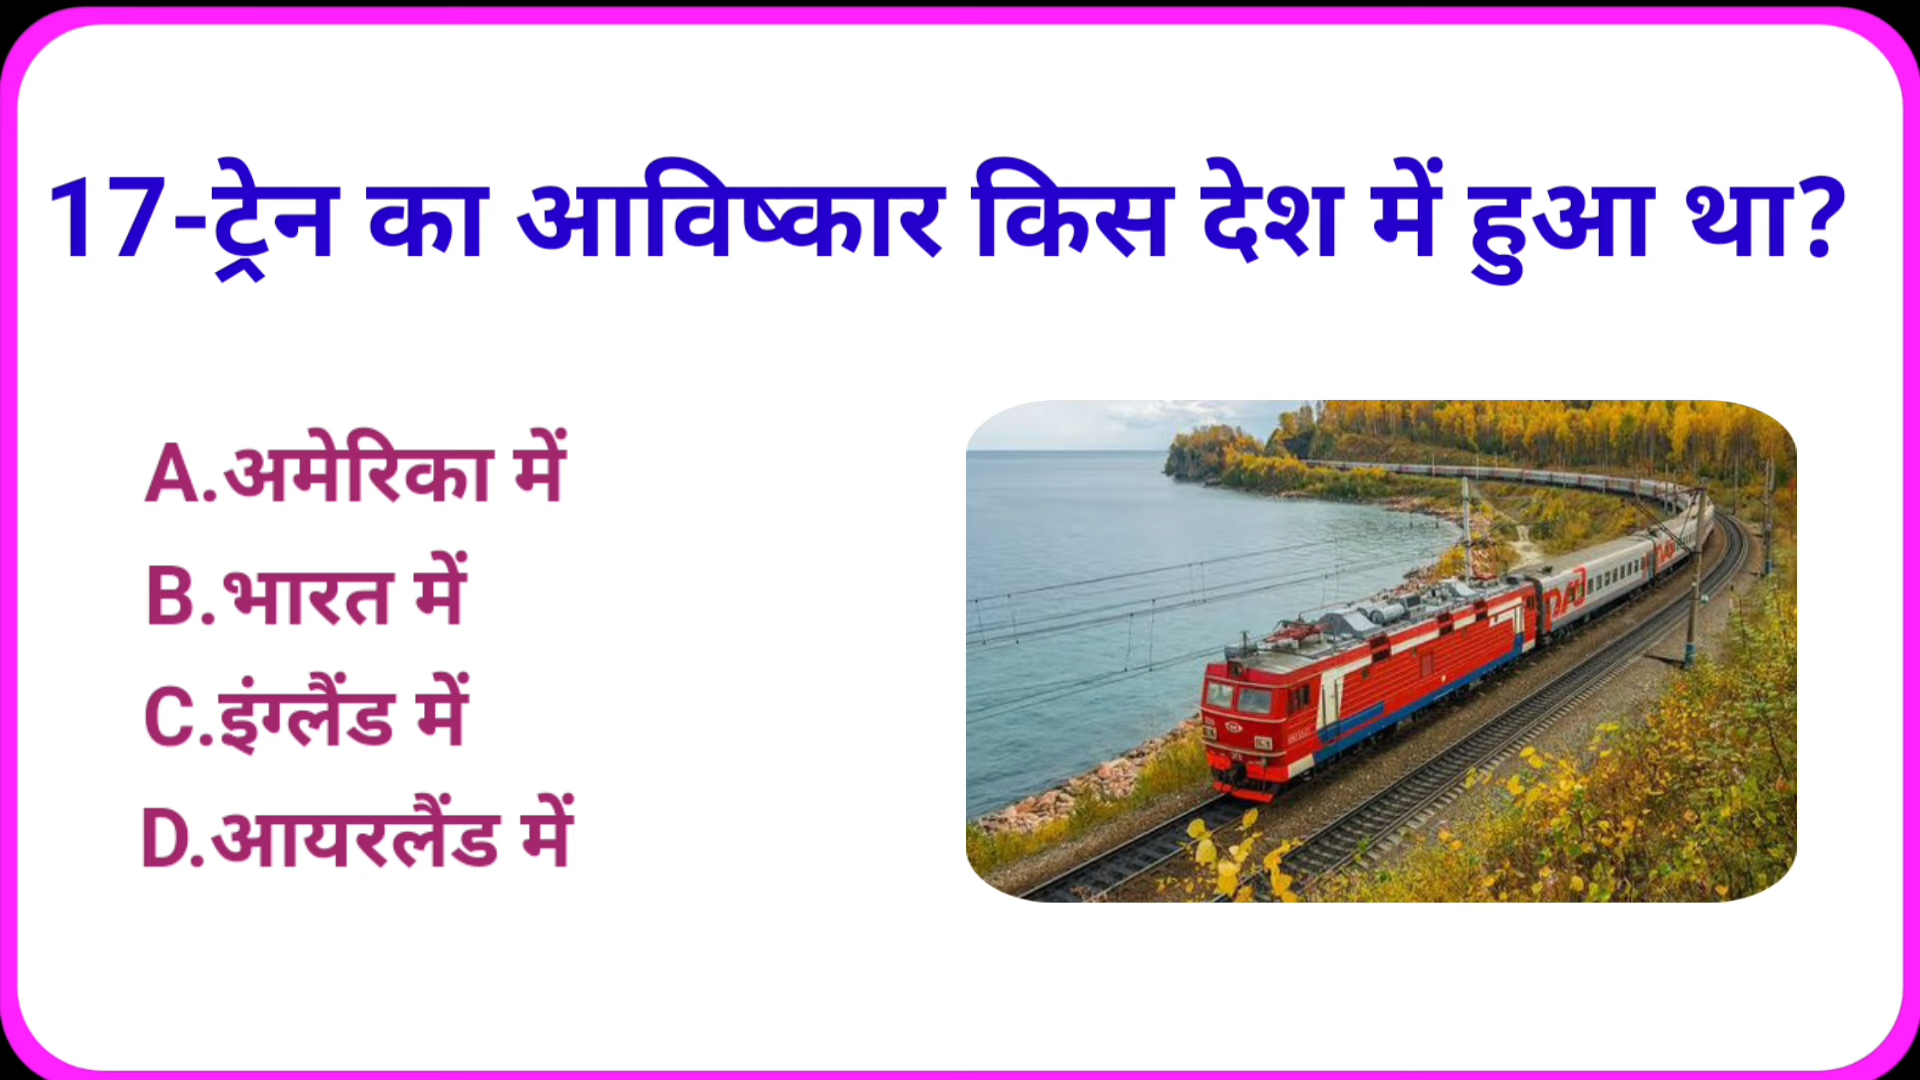 17-ट्रेन का आविष्कार किस देश में हुआ था?
A.अमेरिका में
B.भारत में
C.इंग्लैंड में
D.आयरलैंड में